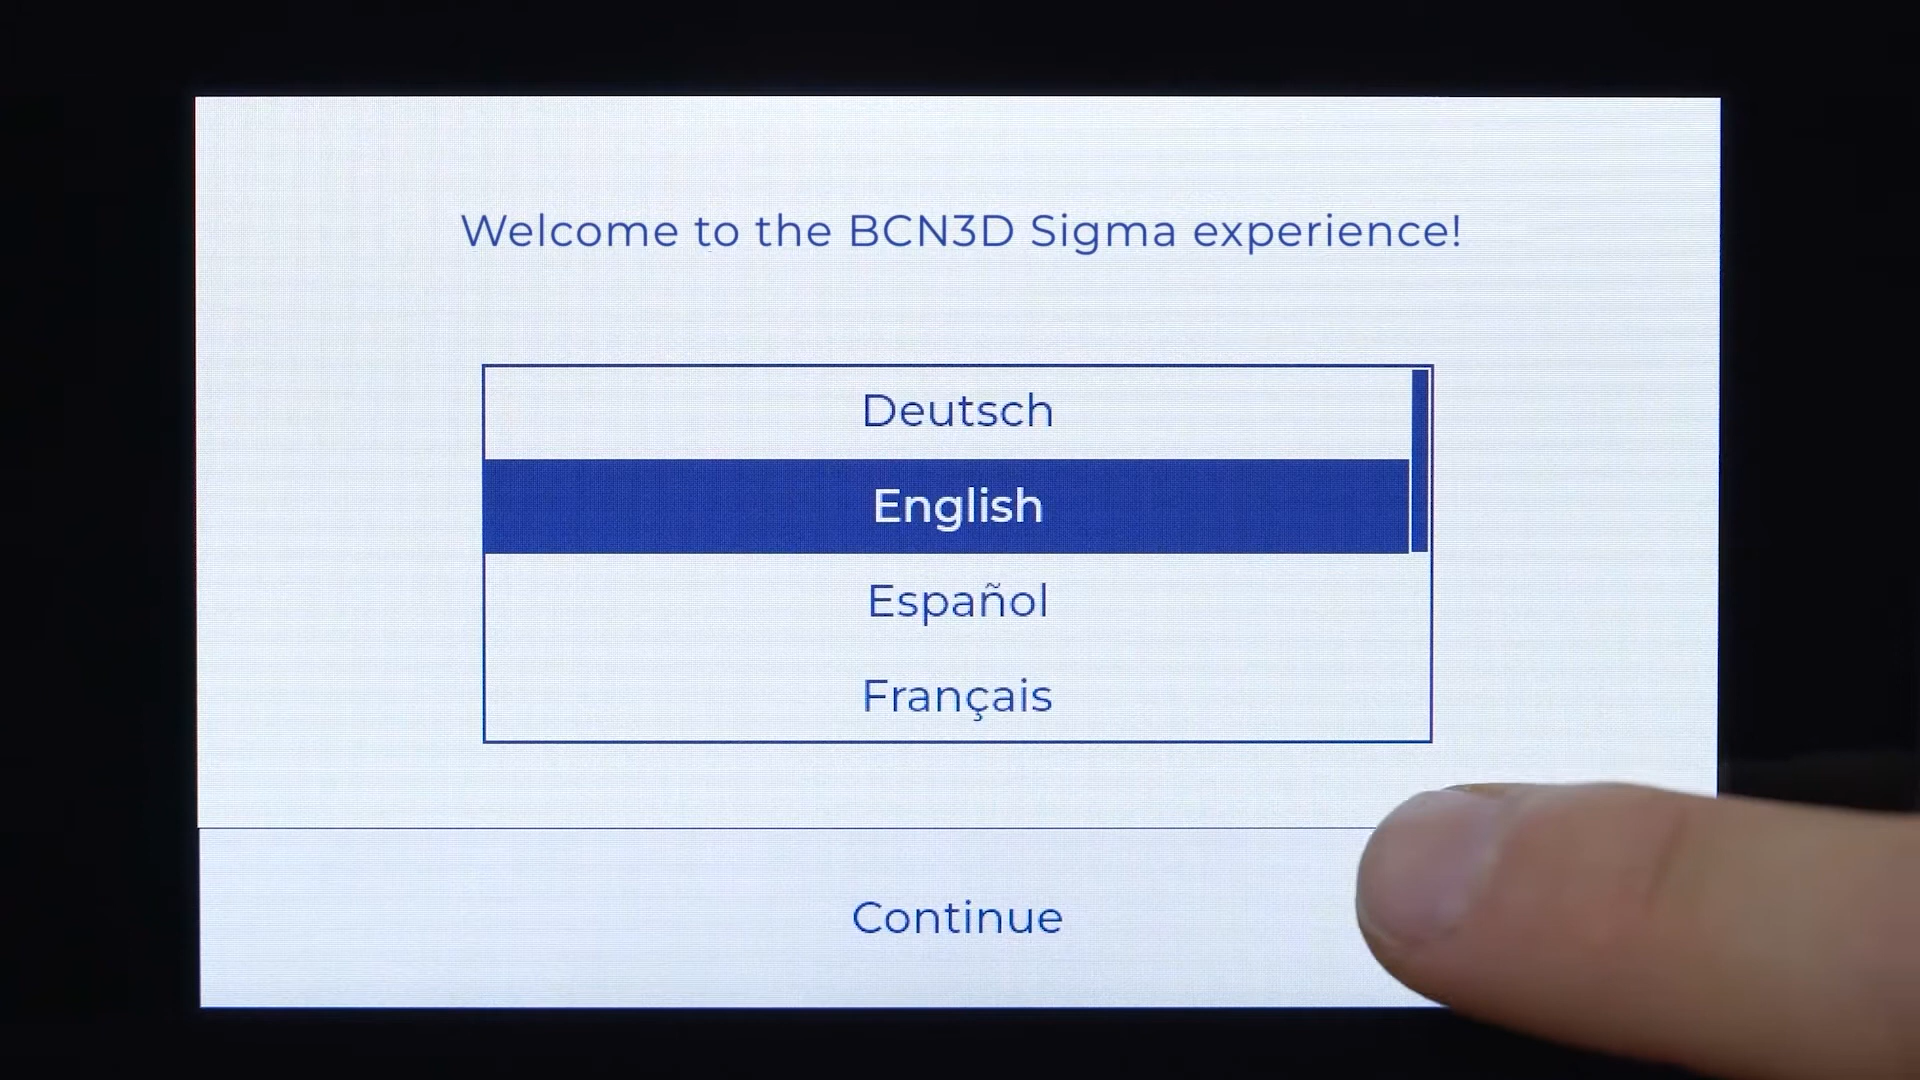 Welcome to the BCN3D Sigma experience!
Deutsch
English
Español
Français
Continue